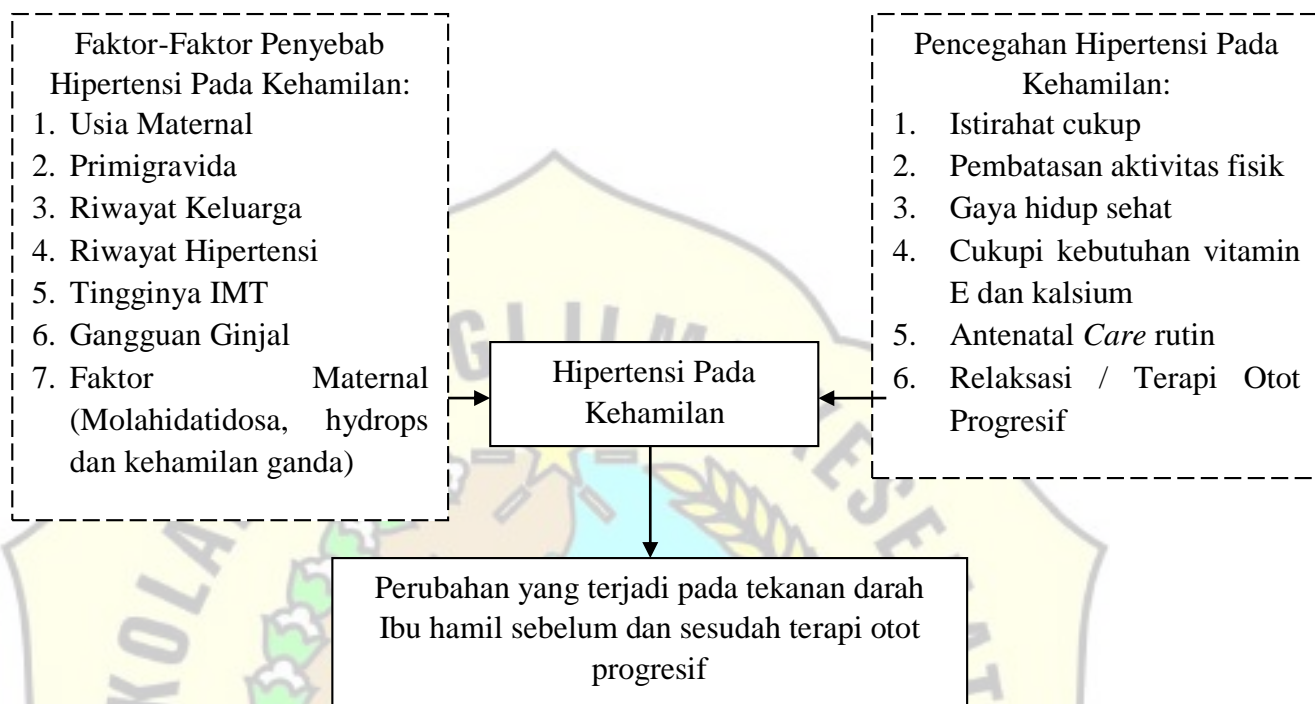 Faktor-Faktor Penyebab
Hipertensi Pada Kehamilan:
1. Usia Maternal
2. Primigravida
3. Riwayat Keluarga
4. Riwayat Hipertensi
5. Tingginya IMT
6. Gangguan Ginjal
7. Faktor Maternal
(Molahidatidosa, hydrops
dan kehamilan ganda)
Hipertensi Pada
Kehamilan
Pencegahan Hipertensi Pada
Kehamilan:
1. Istirahat cukup
2. Pembatasan aktivitas fisik
3. Gaya hidup sehat
4. Cukupi kebutuhan vitamin
E dan kalsium
5. Antenatal Care rutin
6. Relaksasi / Terapi Otot
Progresif
Perubahan yang terjadi pada tekanan darah
Ibu hamil sebelum dan sesudah terapi otot
progresif